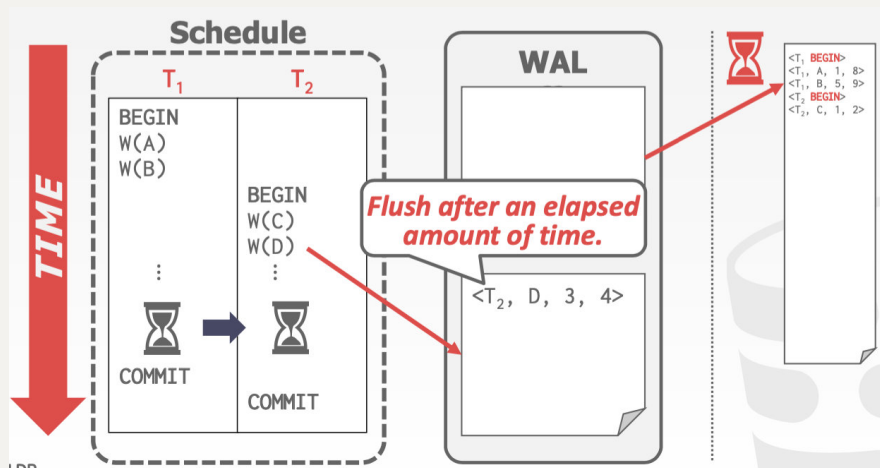 Schedule
TIME
T₁ T₂
BEGIN
W(A)
W(B)
⋮
COMMIT
BEGIN
W(C)
W(D)
⋮
COMMIT
WAL
Flush after an elapsed
amount of time.
<T₂, D, 3, 4>
<T₁ BEGIN>
<T₁, A, 1, 8>
<T₁, B, 5, 9>
<T₂ BEGIN>
<T₂, C, 1, 2>